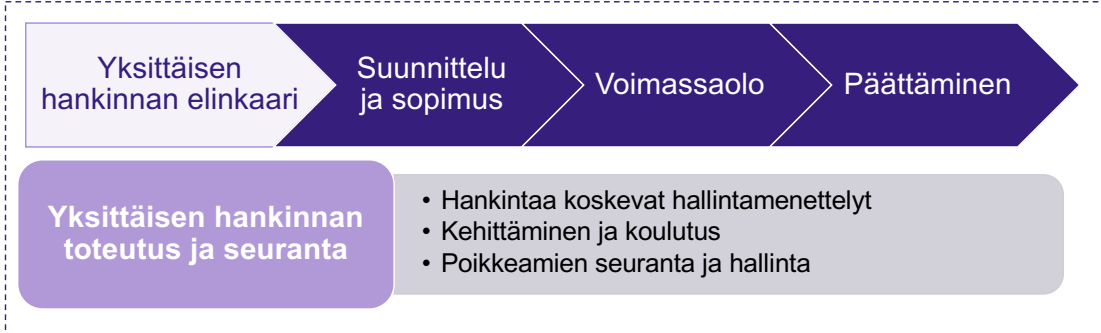 Yksittäisen
hankinnan elinkaari
Suunnittelu
ja sopimus
Voimassaolo
Päättäminen
Yksittäisen hankinnan
toteutus ja seuranta
• Hankintaa koskevat hallintamenettelyt
• Kehittäminen ja koulutus
• Poikkeamien seuranta ja hallinta